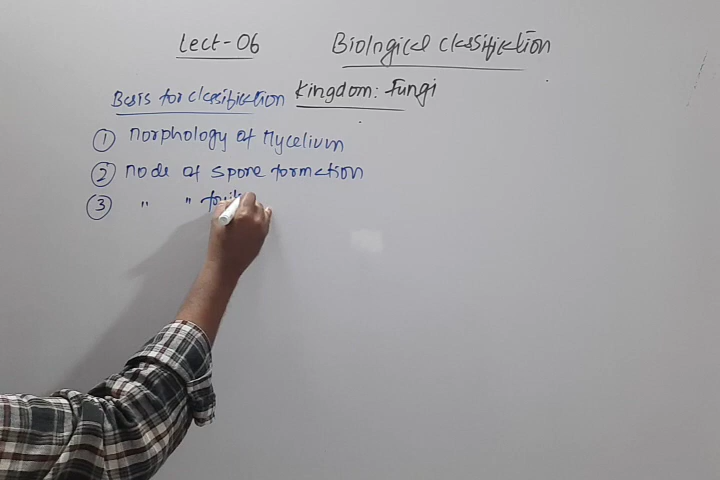 Lect-06 Biological classification
Kingdom: Fungi
Basis for classification
① Morphology of Mycelium
② Mode of spore formation
③ " "